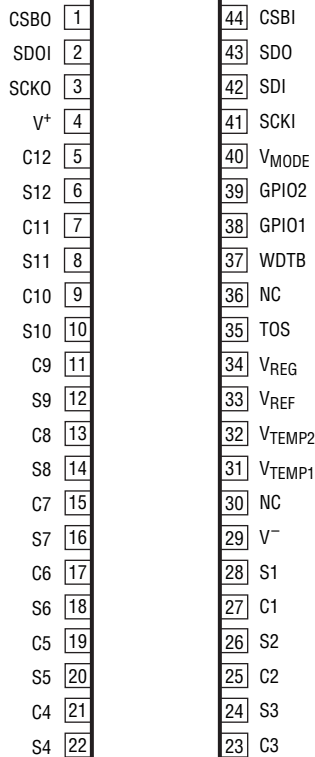 CSBO 1 44 CSBI
SDOI 2 43 SDO
SCKO 3 42 SDI
V+ 4 41 SCKI
C12 5 40 VMODE
S12 6 39 GPIO2
C11 7 38 GPIO1
S11 8 37 WDTB
C10 9 36 NC
S10 10 35 TOS
C9 11 34 VREG
S9 12 33 VREF
C8 13 32 VTEMP2
S8 14 31 VTEMP1
C7 15 30 NC
S7 16 29 V–
C6 17 28 S1
S6 18 27 C1
C5 19 26 S2
S5 20 25 C2
C4 21 24 S3
S4 22 23 C3